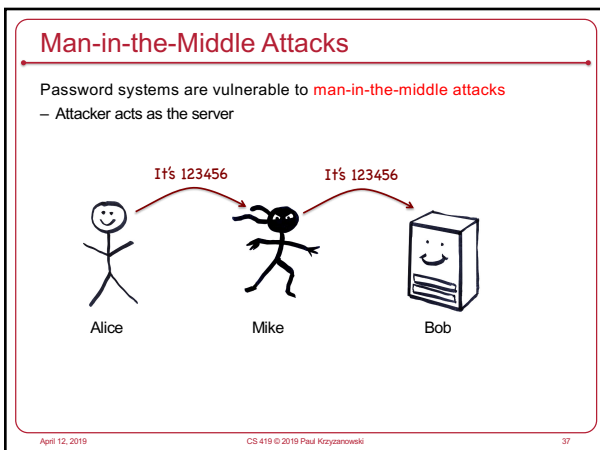 Man-in-the-Middle Attacks
Password systems are vulnerable to man-in-the-middle attacks
– Attacker acts as the server
It's 123456 It's 123456
Alice Mike Bob
April 12, 2019 CS 419 © 2019 Paul Krzyzanowski 37